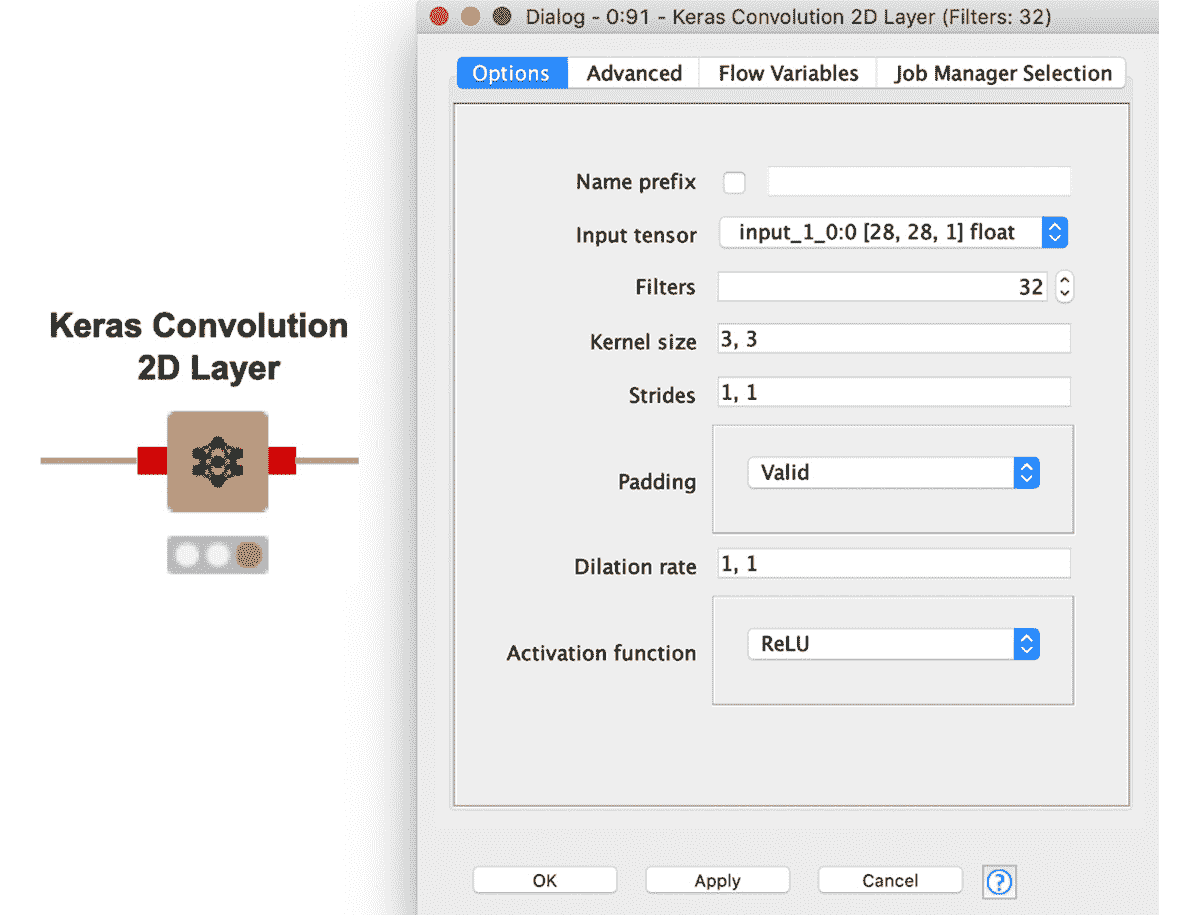 Dialog - 0:91 - Keras Convolution 2D Layer (Filters: 32)
Options Advanced Flow Variables Job Manager Selection
Name prefix
Input tensor input_1_0:0 [28, 28, 1] float
Filters 32
Keras Convolution
2D Layer
Kernel size 3, 3
Strides 1, 1
Padding Valid
Dilation rate 1, 1
Activation function ReLU
OK Apply Cancel ?